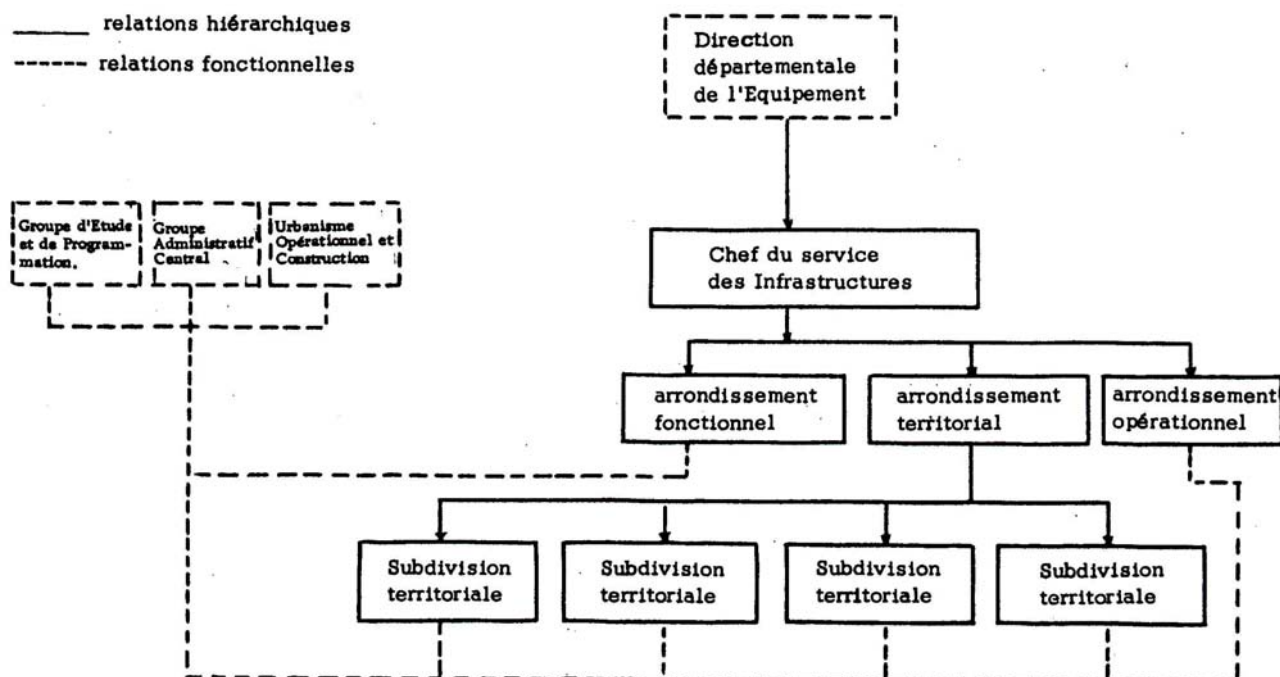 relations hiérarchiques
relations fonctionnelles
Direction
départementale
de l'Equipement
Groupe d'Etude
et de Program-
mation.
Groupe
Administratif
Central
Urbanisme
Opérationnel et
Construction
Chef du service
des Infrastructures
arrondissement
fonctionnel
arrondissement
territorial
arrondissement
opérationnel
Subdivision
territoriale
Subdivision
territoriale
Subdivision
territoriale
Subdivision
territoriale